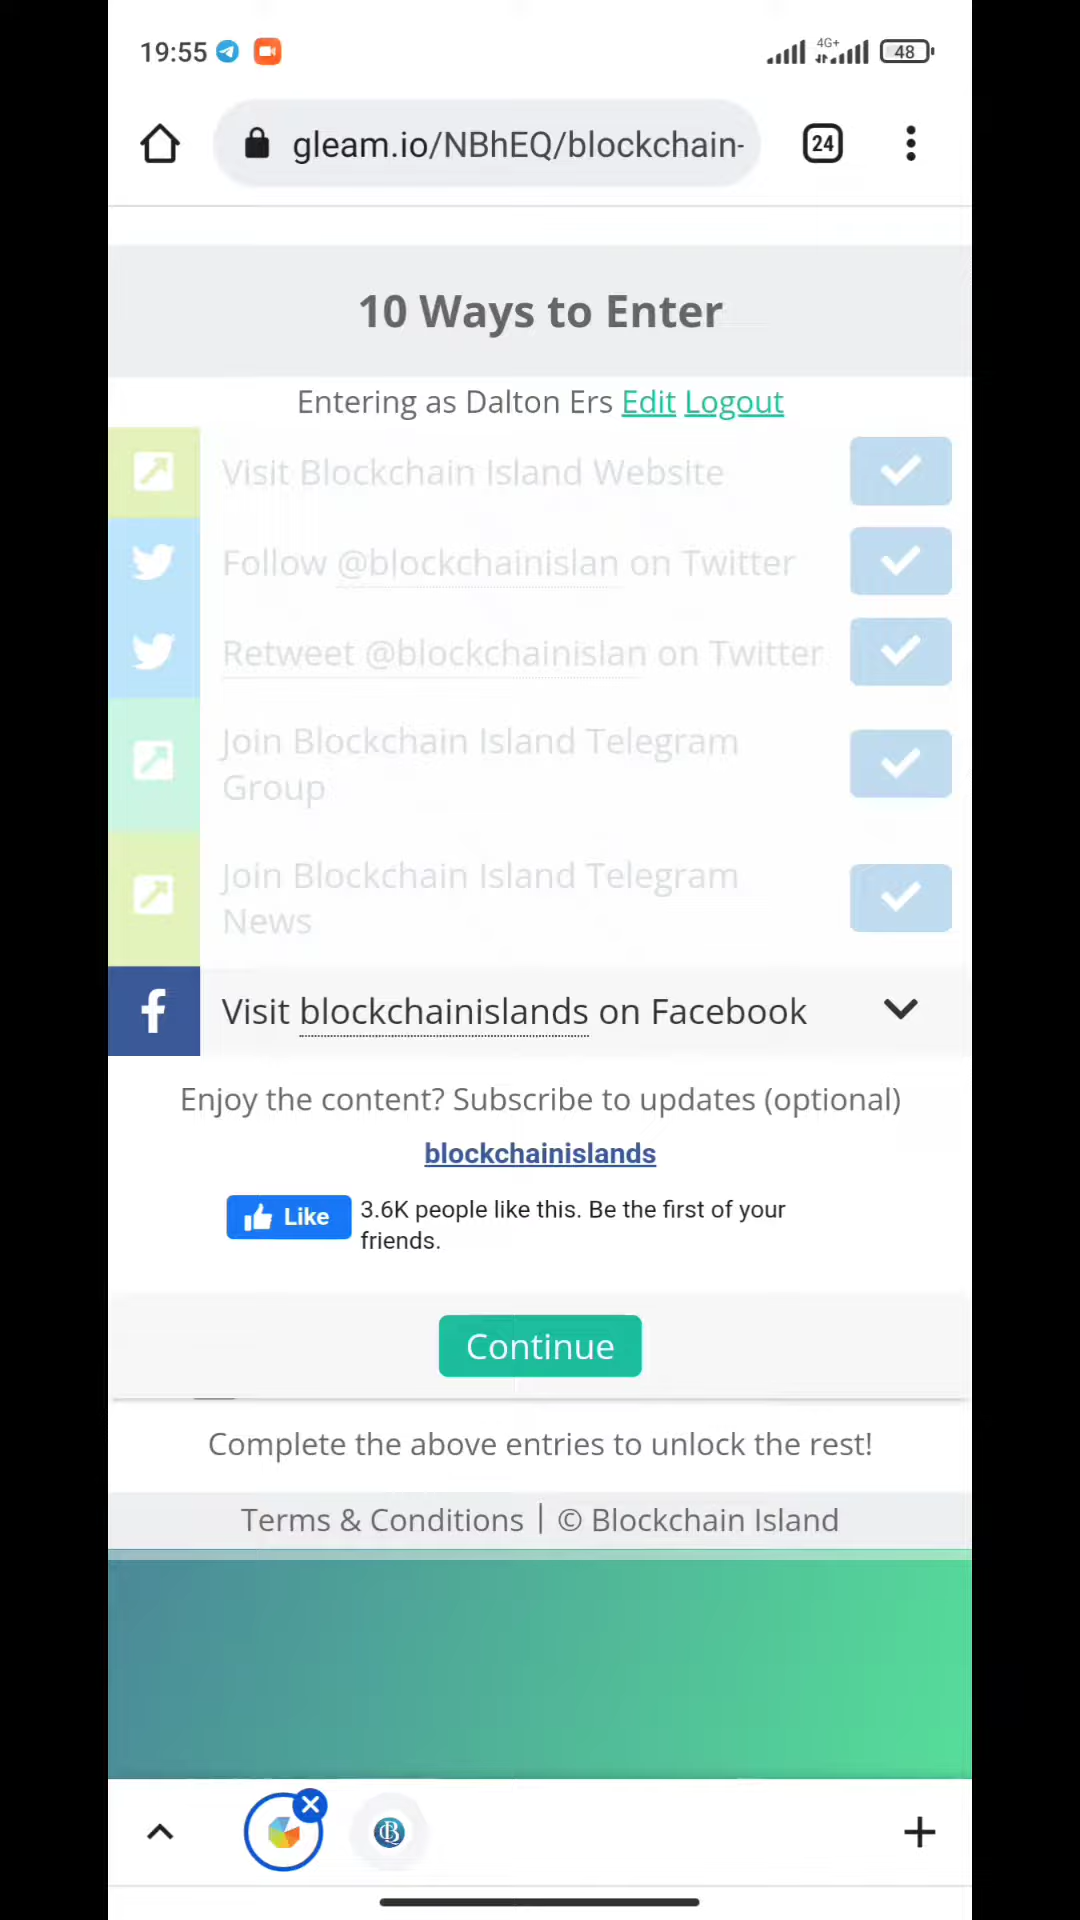 19:55
4G+
48
gleam.io/NBhEQ/blockchain-
24
10 Ways to Enter
Entering as Dalton Ers Edit Logout
Visit Blockchain Island Website
Follow @blockchainislan on Twitter
Retweet @blockchainislan on Twitter
Join Blockchain Island Telegram
Group
Join Blockchain Island Telegram
News
Visit blockchainislands on Facebook
Enjoy the content? Subscribe to updates (optional)
blockchainislands
Like
3.6K people like this. Be the first of your
friends.
Continue
Complete the above entries to unlock the rest!
Terms & Conditions | © Blockchain Island